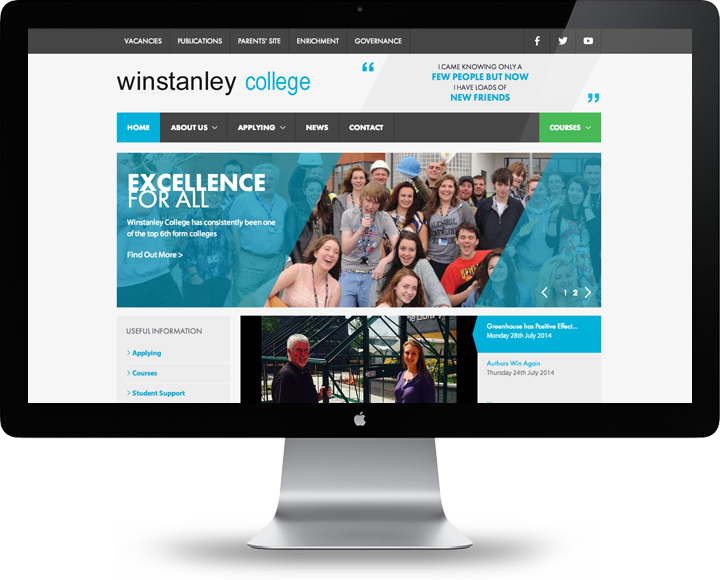 VACANCIES PUBLICATIONS PARENTS' SITE ENRICHMENT GOVERNANCE
winstanley college
“ I CAME KNOWING ONLY A
FEW PEOPLE BUT NOW
I HAVE LOADS OF
NEW FRIENDS ”
HOME ABOUT US APPLYING NEWS CONTACT COURSES
EXCELLENCE
FOR ALL
Winstanley College has consistently been one
of the top 6th form colleges
Find Out More >
1 2
USEFUL INFORMATION
> Applying
> Courses
> Student Support
Greenhouse has Positive Effect...
Monday 28th July 2014
Authors Win Again
Thursday 24th July 2014